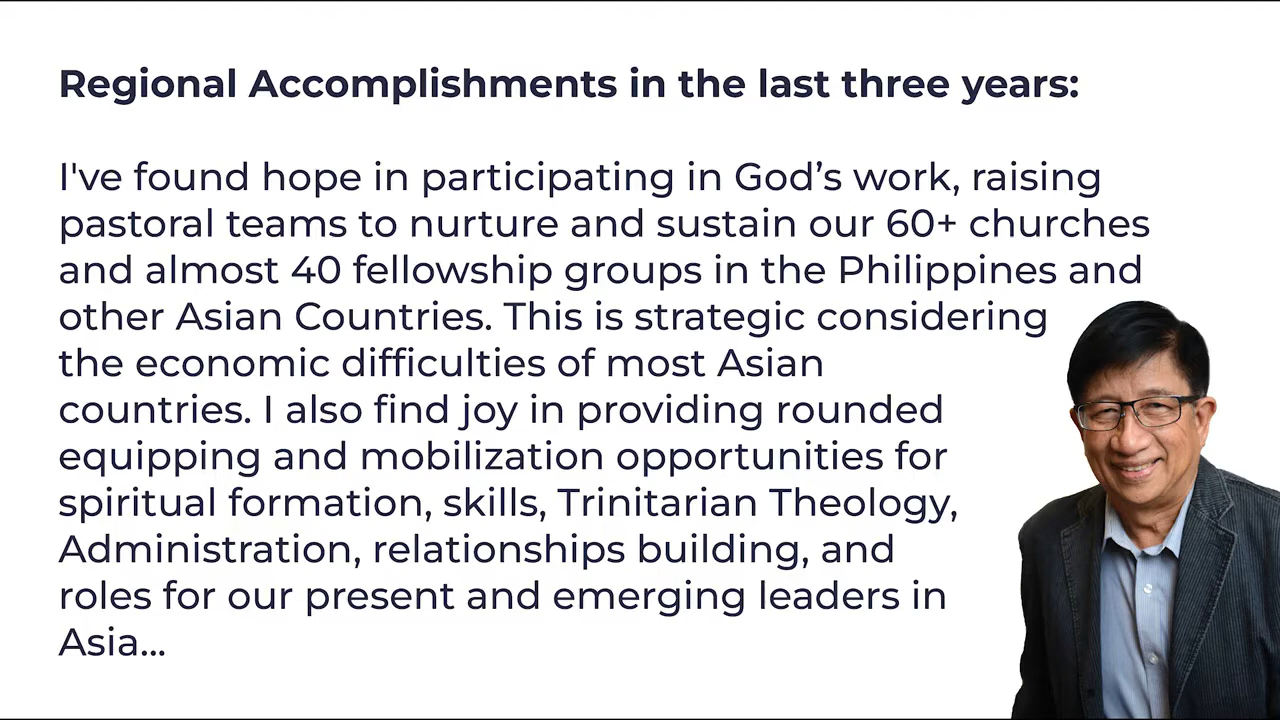 Regional Accomplishments in the last three years:
I've found hope in participating in God’s work, raising
pastoral teams to nurture and sustain our 60+ churches
and almost 40 fellowship groups in the Philippines and
other Asian Countries. This is strategic considering
the economic difficulties of most Asian
countries. I also find joy in providing rounded
equipping and mobilization opportunities for
spiritual formation, skills, Trinitarian Theology,
Administration, relationships building, and
roles for our present and emerging leaders in
Asia...